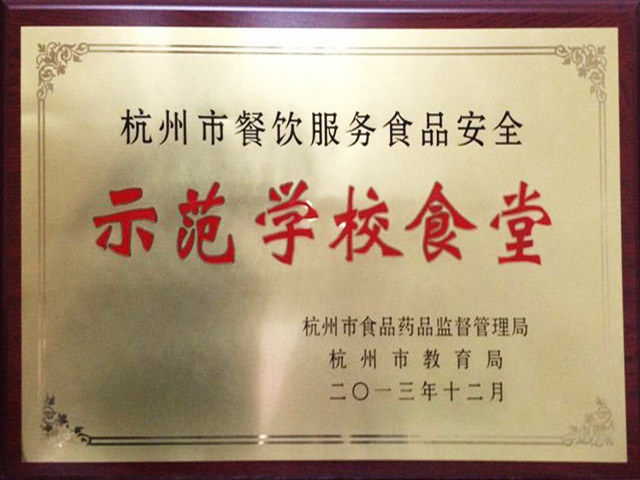 杭州市餐饮服务食品安全
示范学校食堂
杭州市食品药品监督管理局
杭州市教育局
二〇一三年十二月